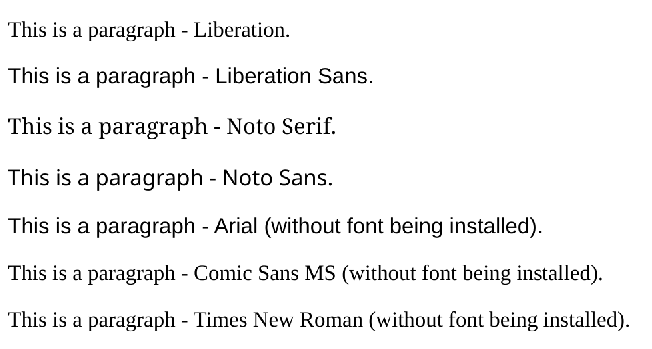 This is a paragraph - Liberation.
This is a paragraph - Liberation Sans.
This is a paragraph - Noto Serif.
This is a paragraph - Noto Sans.
This is a paragraph - Arial (without font being installed).
This is a paragraph - Comic Sans MS (without font being installed).
This is a paragraph - Times New Roman (without font being installed).